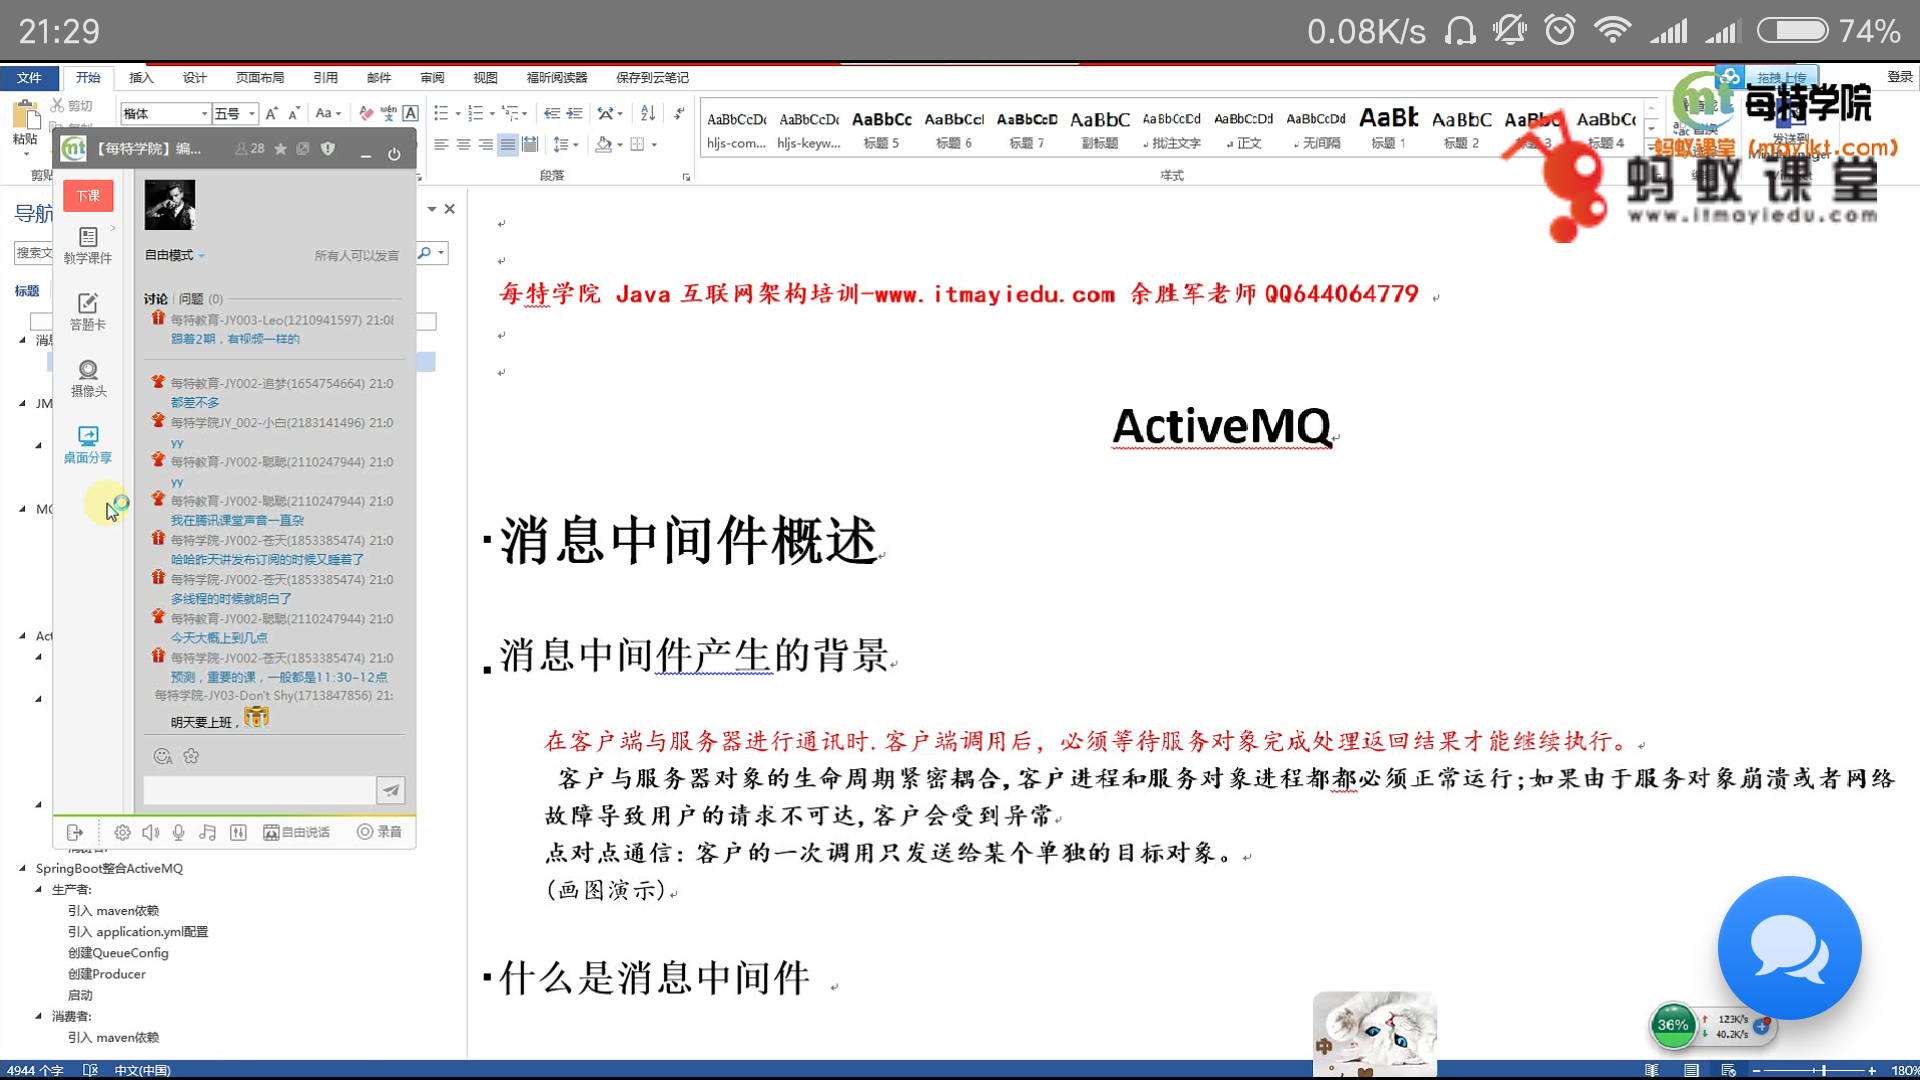 21:29
0.08K/s
74%
文件 开始 插入 设计 页面布局 引用 邮件 审阅 视图 福昕阅读器 保存到云笔记
拖拽上传
登录
剪切
楷体
五号
粘贴
AaBbCcDc AaBbCcDc AaBbCc AaBbCcI AaBbCcD AaBbC AaBbCcDd AaBbCcDd AaBbCcDd AaBb AaBbC AaBbC AaBbCc
hljs-com... hljs-keyw... 标题 5 标题 6 标题 7 副标题 批注文字 正文 无间隔 标题 1 标题 2 标题 4
段落
样式
每特学院
蚂蚁课堂 (mayikt.com)
蚂蚁课堂
www.itmayiedu.com
【每特学院】编...
28
下课
教学课件
答题卡
摄像头
桌面分享
自由模式
所有人可以发言
讨论 问题 (0)
每特教育-JY003-Leo(1210941597) 21:08
跟着2期，有视频一样的
每特教育-JY002-追梦(1654754664) 21:0
都差不多
每特学院JY_002-小白(2183141496) 21:0
yy
每特教育-JY002-聪聪(2110247944) 21:0
yy
每特教育-JY002-聪聪(2110247944) 21:0
我在腾讯课堂声音一直杂
每特学院-JY002-苍天(1853385474) 21:0
哈哈昨天讲发布订阅的时候又睡着了
每特学院-JY002-苍天(1853385474) 21:0
多线程的时候就明白了
每特教育-JY002-聪聪(2110247944) 21:0
今天大概上到几点
每特学院-JY002-苍天(1853385474) 21:0
预测，重要的课，一般都是11:30-12点
每特学院-JY03-Don't Shy(1713847856) 21:
明天要上班，
自由说话
录音
导航
搜索文
标题
消息
JM
MC
Act
SpringBoot整合ActiveMQ
生产者:
引入 maven依赖
引入 application.yml配置
创建QueueConfig
创建Producer
启动
消费者:
引入 maven依赖
每特学院 Java 互联网架构培训-www.itmayiedu.com 余胜军老师 QQ644064779
ActiveMQ
消息中间件概述
消息中间件产生的背景
在客户端与服务器进行通讯时.客户端调用后，必须等待服务对象完成处理返回结果才能继续执行。
客户与服务器对象的生命周期紧密耦合,客户进程和服务对象进程都都必须正常运行;如果由于服务对象崩溃或者网络
故障导致用户的请求不可达,客户会受到异常
点对点通信: 客户的一次调用只发送给某个单独的目标对象。
(画图演示)
什么是消息中间件
36%
123K/s
40.2K/s
4944 个字
中文(中国)
180%